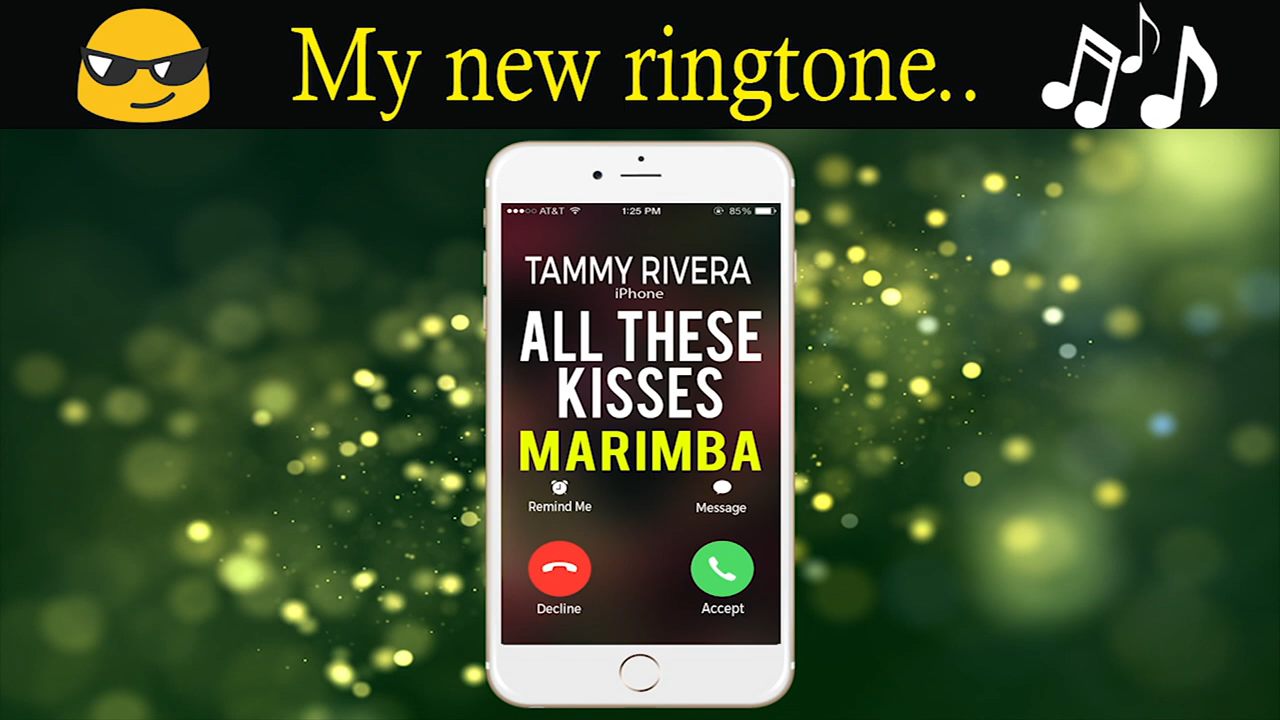 My new ringtone..
AT&T 1:25 PM 85%
TAMMY RIVERA
iPhone
ALL THESE
KISSES
MARIMBA
Remind Me Message
Decline Accept